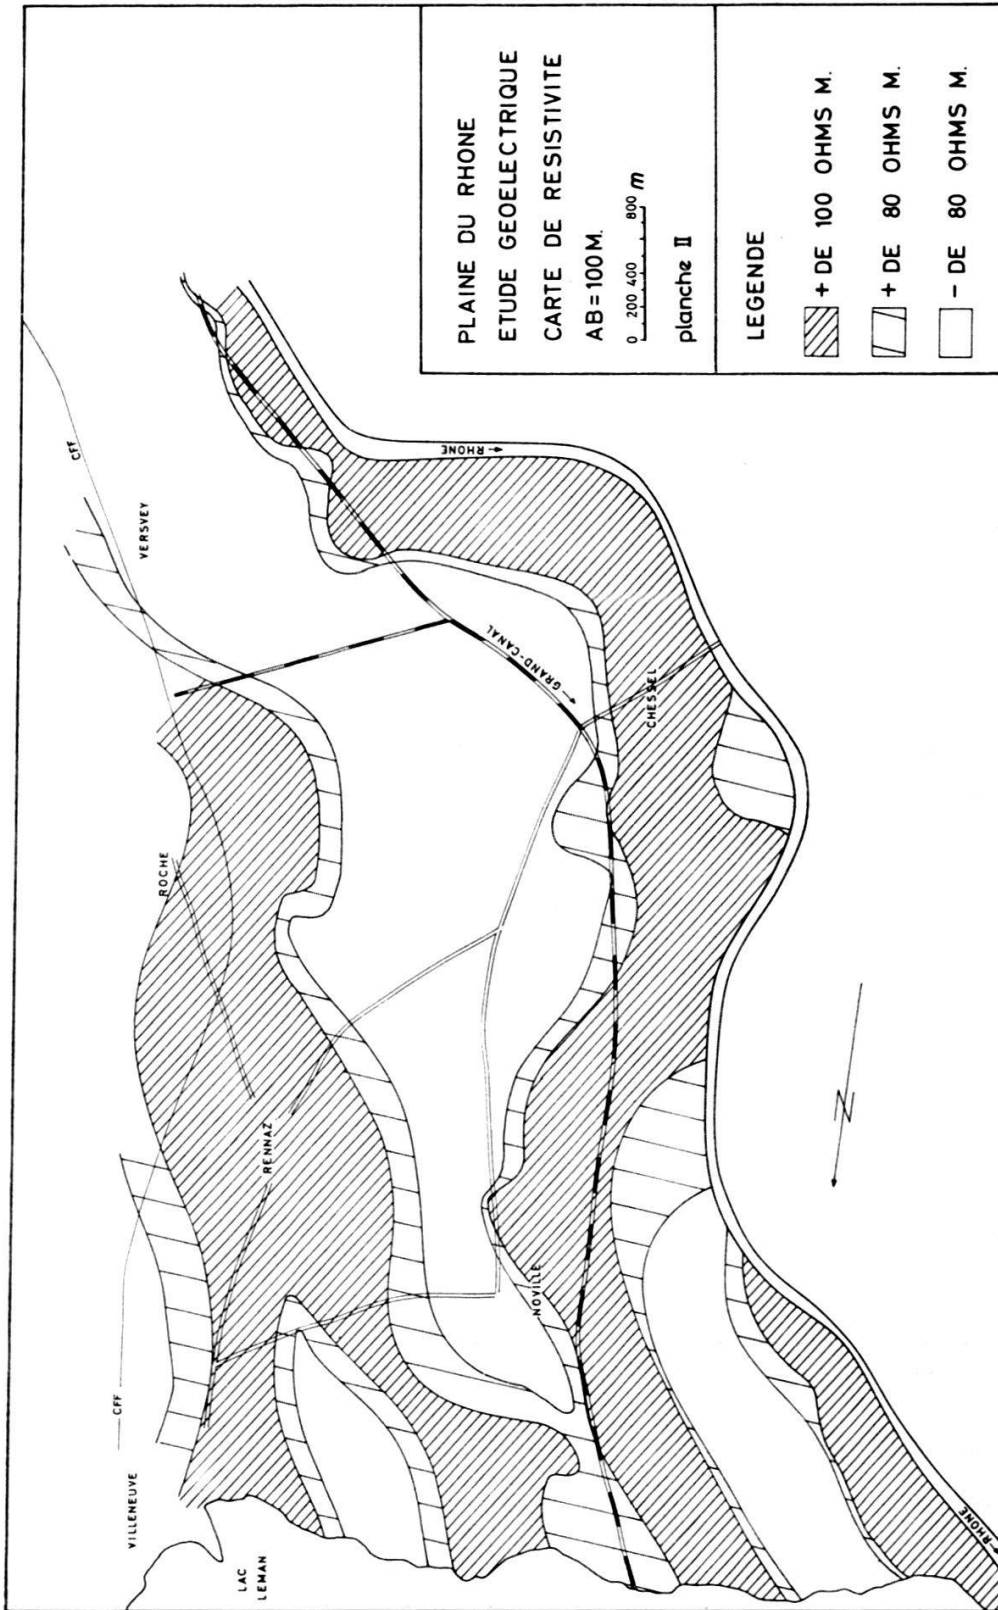 PLAINE DU RHONE
ETUDE GEOELECTRIQUE
CARTE DE RESISTIVITE
AB=100M.
0 200 400 800 m
planche II
LEGENDE
+ DE 100 OHMS M.
+ DE 80 OHMS M.
- DE 80 OHMS M.
VILLENEUVE
CFF
LAC
LEMAN
RENNAZ
ROCHE
VERSVEY
CFF
NOVILLE
GRAND-CANAL
CHESSEL
RHONE
RHONE
N